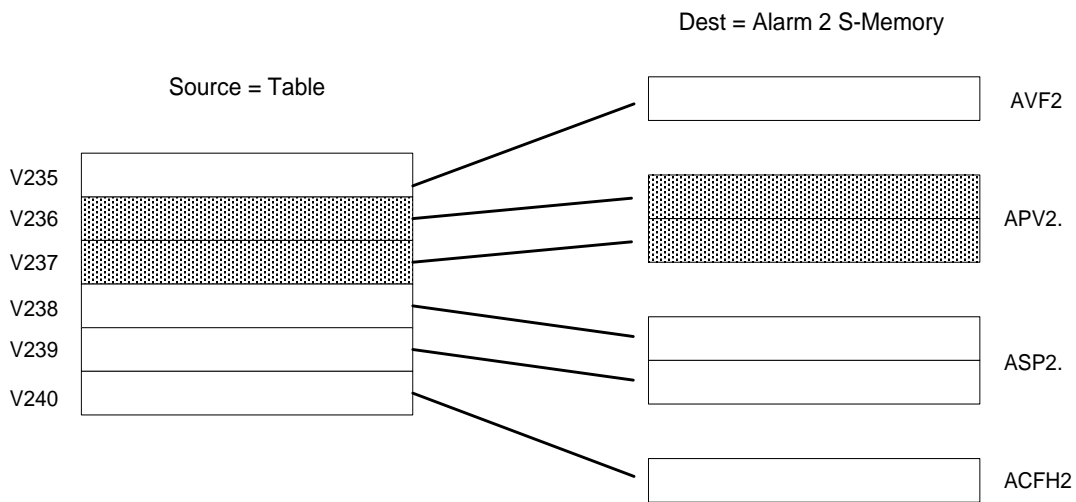 Dest = Alarm 2 S-Memory
Source = Table
AVF2
V235
V236
APV2.
V237
V238
V239
ASP2.
V240
ACFH2